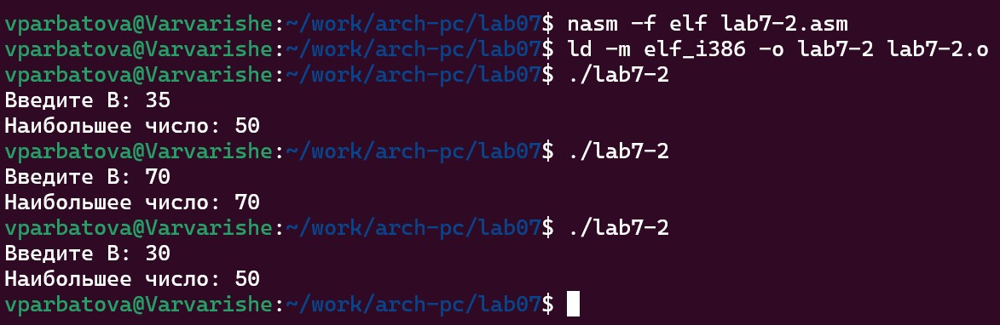 vparbatova@Varvarishe:~/work/arch-pc/lab07$ nasm -f elf lab7-2.asm
vparbatova@Varvarishe:~/work/arch-pc/lab07$ ld -m elf_i386 -o lab7-2 lab7-2.o
vparbatova@Varvarishe:~/work/arch-pc/lab07$ ./lab7-2
Введите B: 35
Наибольшее число: 50
vparbatova@Varvarishe:~/work/arch-pc/lab07$ ./lab7-2
Введите B: 70
Наибольшее число: 70
vparbatova@Varvarishe:~/work/arch-pc/lab07$ ./lab7-2
Введите B: 30
Наибольшее число: 50
vparbatova@Varvarishe:~/work/arch-pc/lab07$